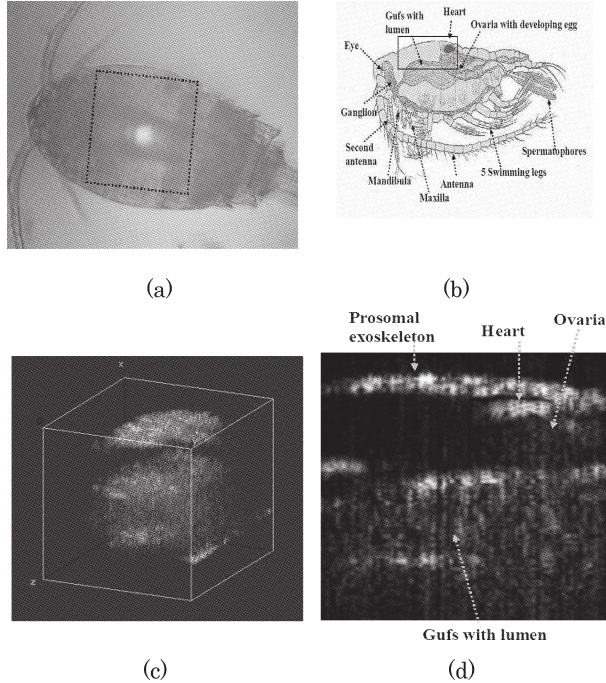 Heart
Gufs with
lumen
Ovaria with developing egg
Eye
Ganglion
Second
antenna
Mandibula
Maxilla
Antenna
5 Swimming legs
Spermatophores
(a)
(b)
Prosomal
exoskeleton
Heart
Ovaria
x
z
Gufs with lumen
(c)
(d)